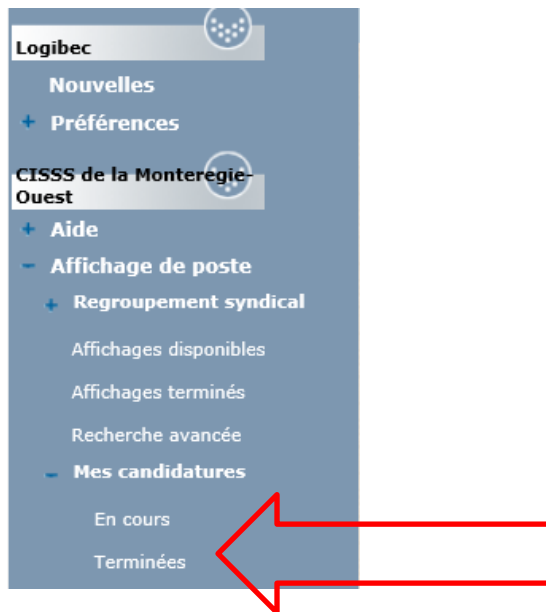 Logibec
Nouvelles
+ Préférences
CISSS de la Monteregie-
Ouest
+ Aide
- Affichage de poste
+ Regroupement syndical
Affichages disponibles
Affichages terminés
Recherche avancée
- Mes candidatures
En cours
Terminées